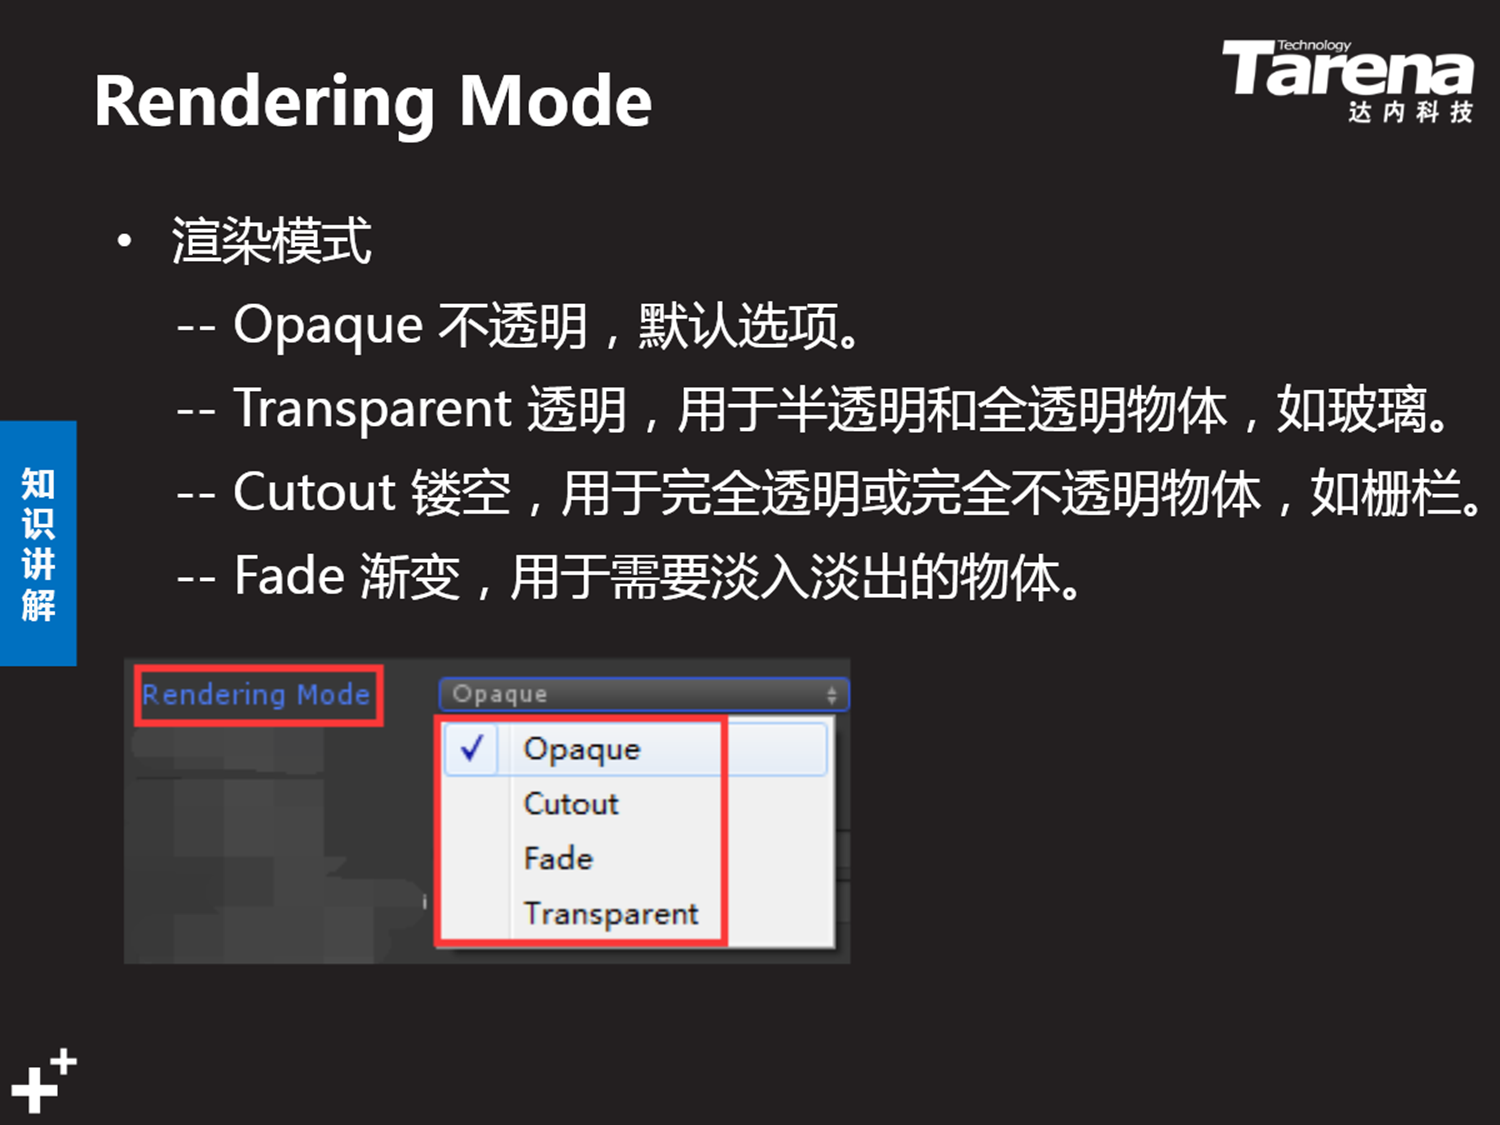 Technology
Tarena
达内科技
Rendering Mode
• 渲染模式
-- Opaque 不透明，默认选项。
-- Transparent 透明，用于半透明和全透明物体，如玻璃。
-- Cutout 镂空，用于完全透明或完全不透明物体，如栅栏。
-- Fade 渐变，用于需要淡入淡出的物体。
知识讲解
Rendering Mode
Opaque
Opaque
Cutout
Fade
Transparent
i